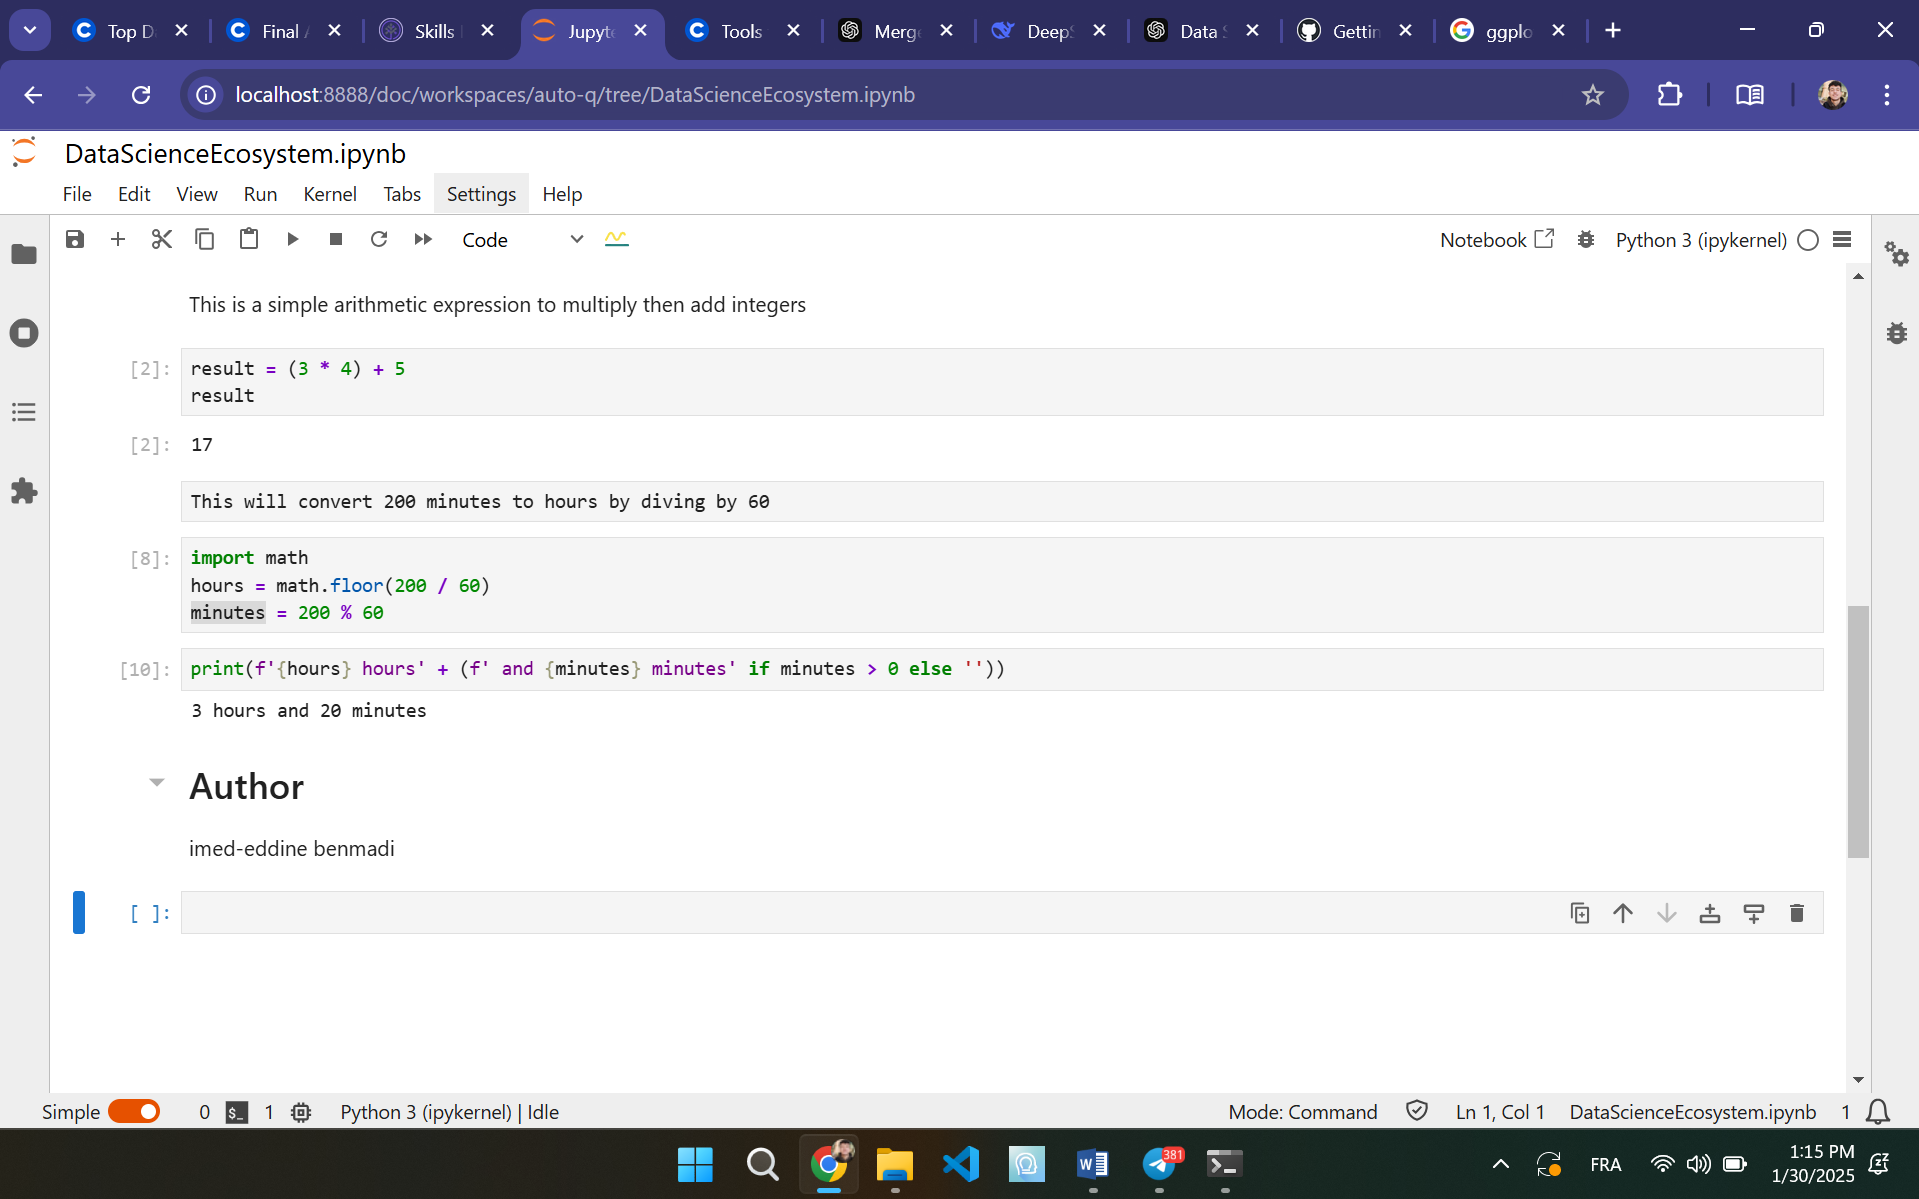 Top D
Final A
Skills
Jupyte
Tools
Merge
DeepS
Data S
Gettin
ggplo
localhost:8888/doc/workspaces/auto-q/tree/DataScienceEcosystem.ipynb
DataScienceEcosystem.ipynb
File Edit View Run Kernel Tabs Settings Help
Code
Notebook
Python 3 (ipykernel)
This is a simple arithmetic expression to multiply then add integers
[2]: result = (3 * 4) + 5
result
[2]: 17
This will convert 200 minutes to hours by diving by 60
[8]: import math
hours = math.floor(200 / 60)
minutes = 200 % 60
[10]: print(f'{hours} hours' + (f' and {minutes} minutes' if minutes > 0 else ''))
3 hours and 20 minutes
Author
imed-eddine benmadi
[ ]:
Simple 0 $_ 1 Python 3 (ipykernel) | Idle Mode: Command Ln 1, Col 1 DataScienceEcosystem.ipynb 1
381
FRA
1:15 PM
1/30/2025